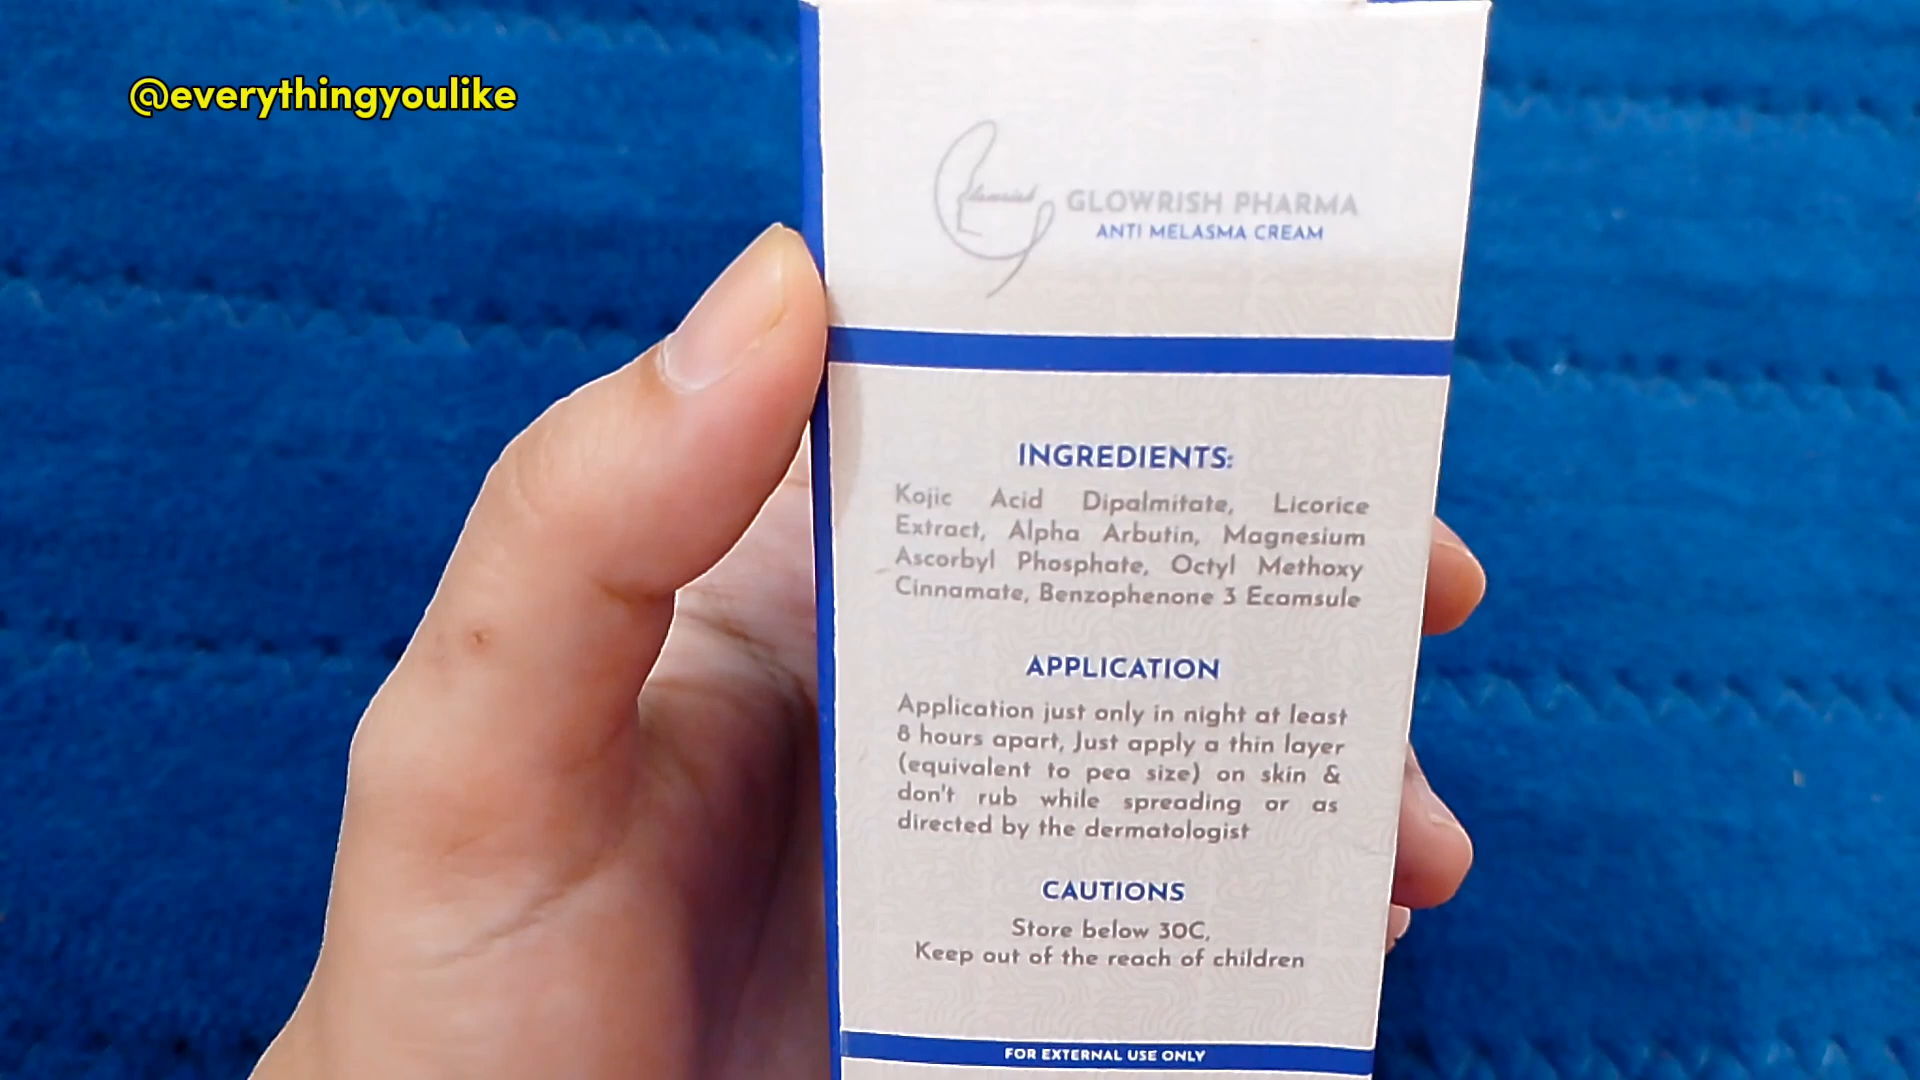 @everythingyoulike
Glowrish
GLOWRISH PHARMA
ANTI MELASMA CREAM
INGREDIENTS:
Kojic Acid Dipalmitate, Licorice
Extract, Alpha Arbutin, Magnesium
Ascorbyl Phosphate, Octyl Methoxy
Cinnamate, Benzophenone 3 Ecamsule
APPLICATION
Application just only in night at least
8 hours apart, Just apply a thin layer
(equivalent to pea size) on skin &
don't rub while spreading or as
directed by the dermatologist
CAUTIONS
Store below 30C,
Keep out of the reach of children
FOR EXTERNAL USE ONLY